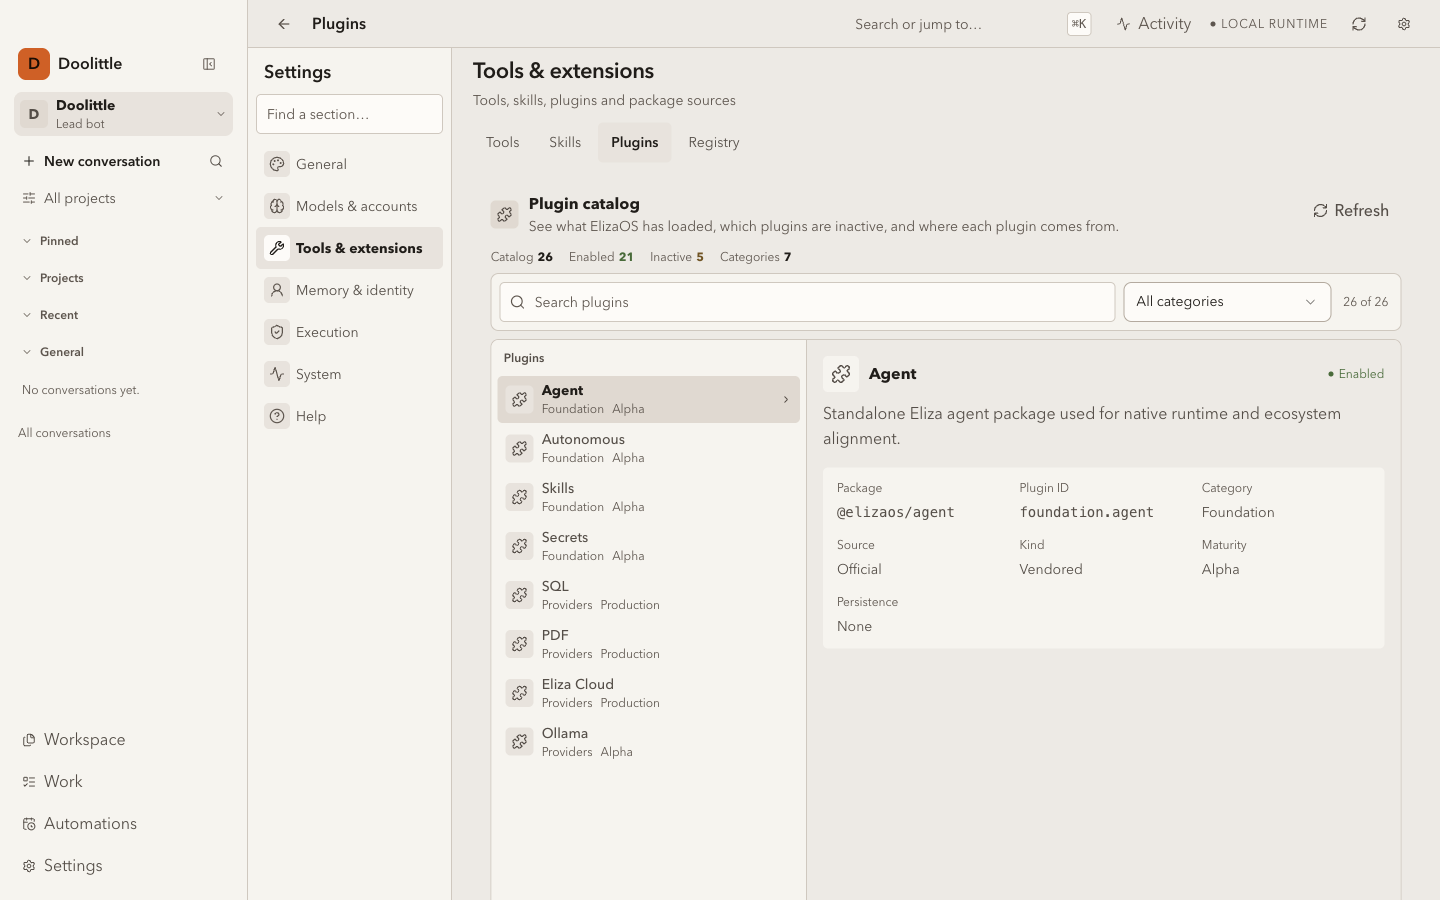 D Doolittle
D Doolittle
Lead bot
New conversation
All projects
Pinned
Projects
Recent
General
No conversations yet.
All conversations
Workspace
Work
Automations
Settings
Plugins
Search or jump to…
⌘K
Activity
LOCAL RUNTIME
Settings
Find a section…
General
Models & accounts
Tools & extensions
Memory & identity
Execution
System
Help
Tools & extensions
Tools, skills, plugins and package sources
Tools Skills Plugins Registry
Plugin catalog
See what ElizaOS has loaded, which plugins are inactive, and where each plugin comes from.
Refresh
Catalog 26 Enabled 21 Inactive 5 Categories 7
Search plugins
All categories
26 of 26
Plugins
Agent
Foundation Alpha
Autonomous
Foundation Alpha
Skills
Foundation Alpha
Secrets
Foundation Alpha
SQL
Providers Production
PDF
Providers Production
Eliza Cloud
Providers Production
Ollama
Providers Alpha
Agent
Enabled
Standalone Eliza agent package used for native runtime and ecosystem
alignment.
Package Plugin ID Category
@elizaos/agent foundation.agent Foundation
Source Kind Maturity
Official Vendored Alpha
Persistence
None